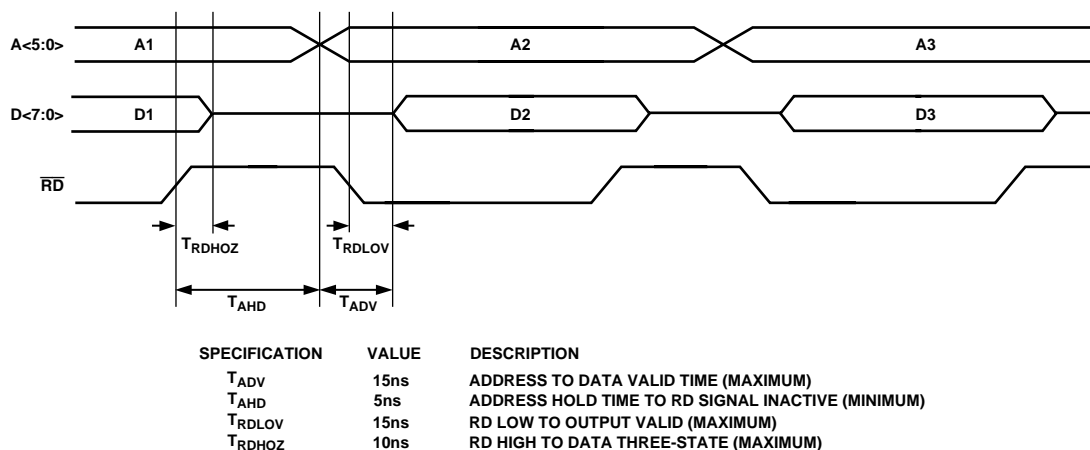 A<5:0> A1 A2 A3
D<7:0> D1 D2 D3
RD
TRDHOZ TRDLOV
TAHD TADV
SPECIFICATION VALUE DESCRIPTION
TADV 15ns ADDRESS TO DATA VALID TIME (MAXIMUM)
TAHD 5ns ADDRESS HOLD TIME TO RD SIGNAL INACTIVE (MINIMUM)
TRDLOV 15ns RD LOW TO OUTPUT VALID (MAXIMUM)
TRDHOZ 10ns RD HIGH TO DATA THREE-STATE (MAXIMUM)